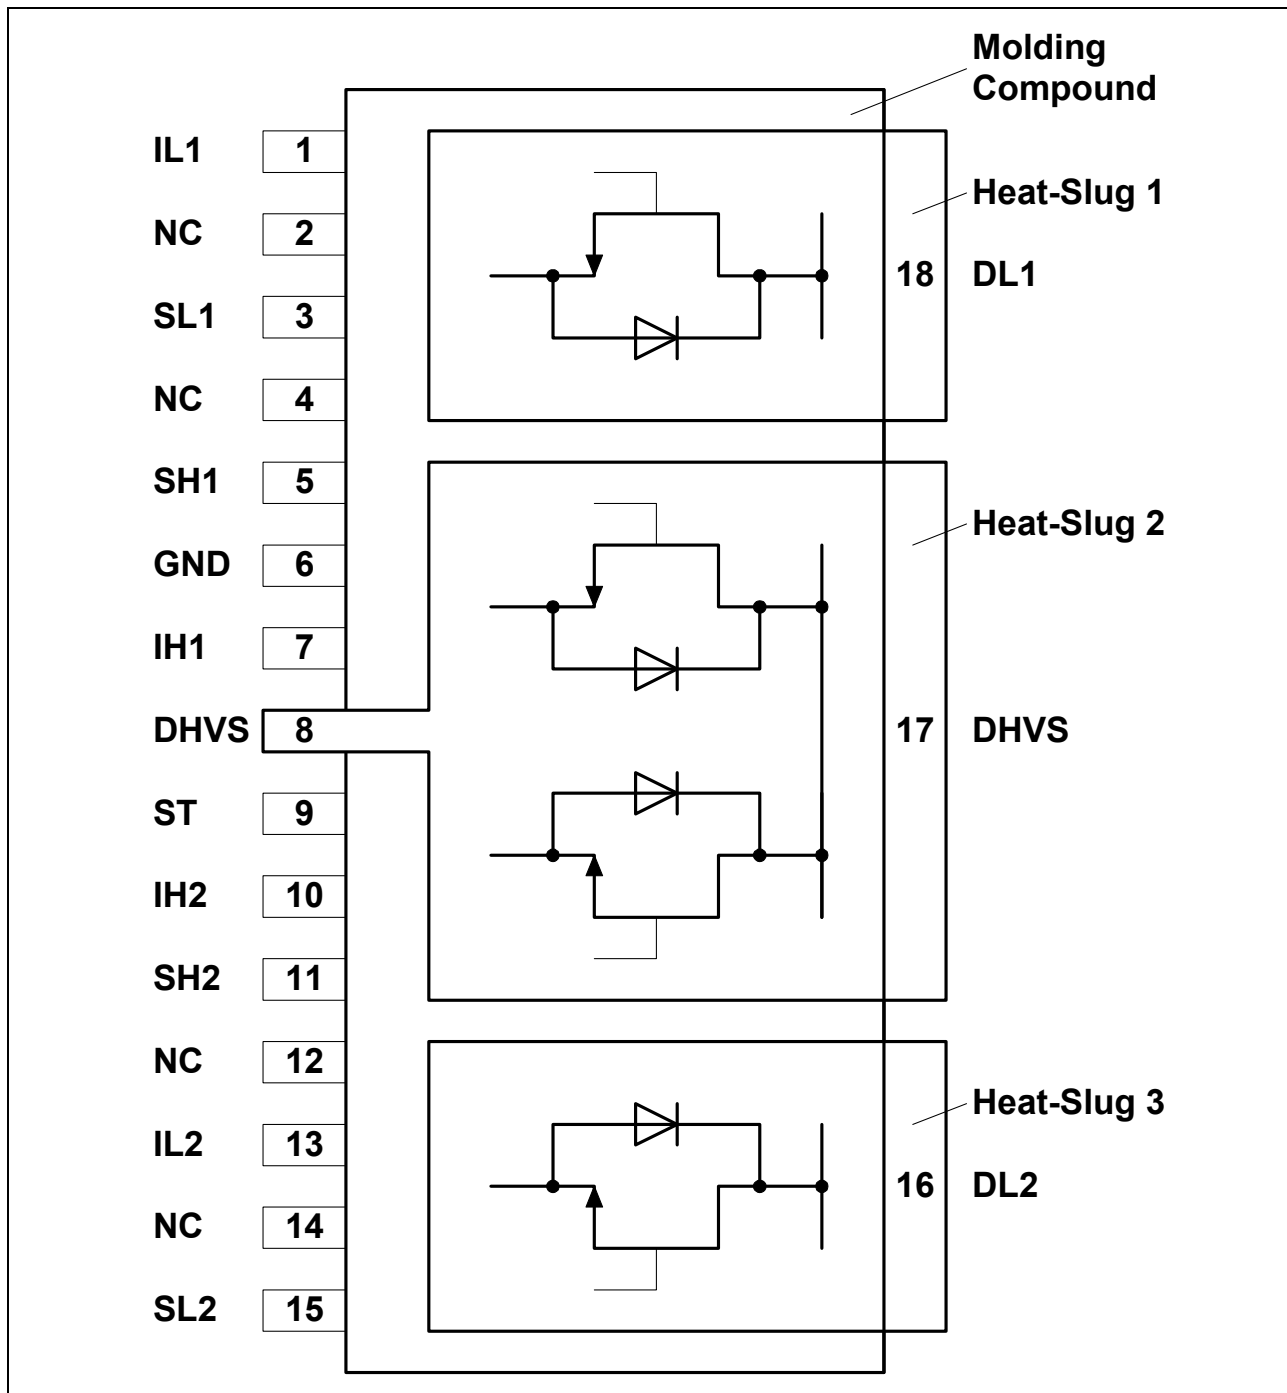 Molding
Compound
IL1 1
NC 2
Heat-Slug 1
18 DL1
SL1 3
NC 4
SH1 5
Heat-Slug 2
GND 6
IH1 7
DHVS 8
17 DHVS
ST 9
IH2 10
SH2 11
NC 12
Heat-Slug 3
IL2 13
16 DL2
NC 14
SL2 15